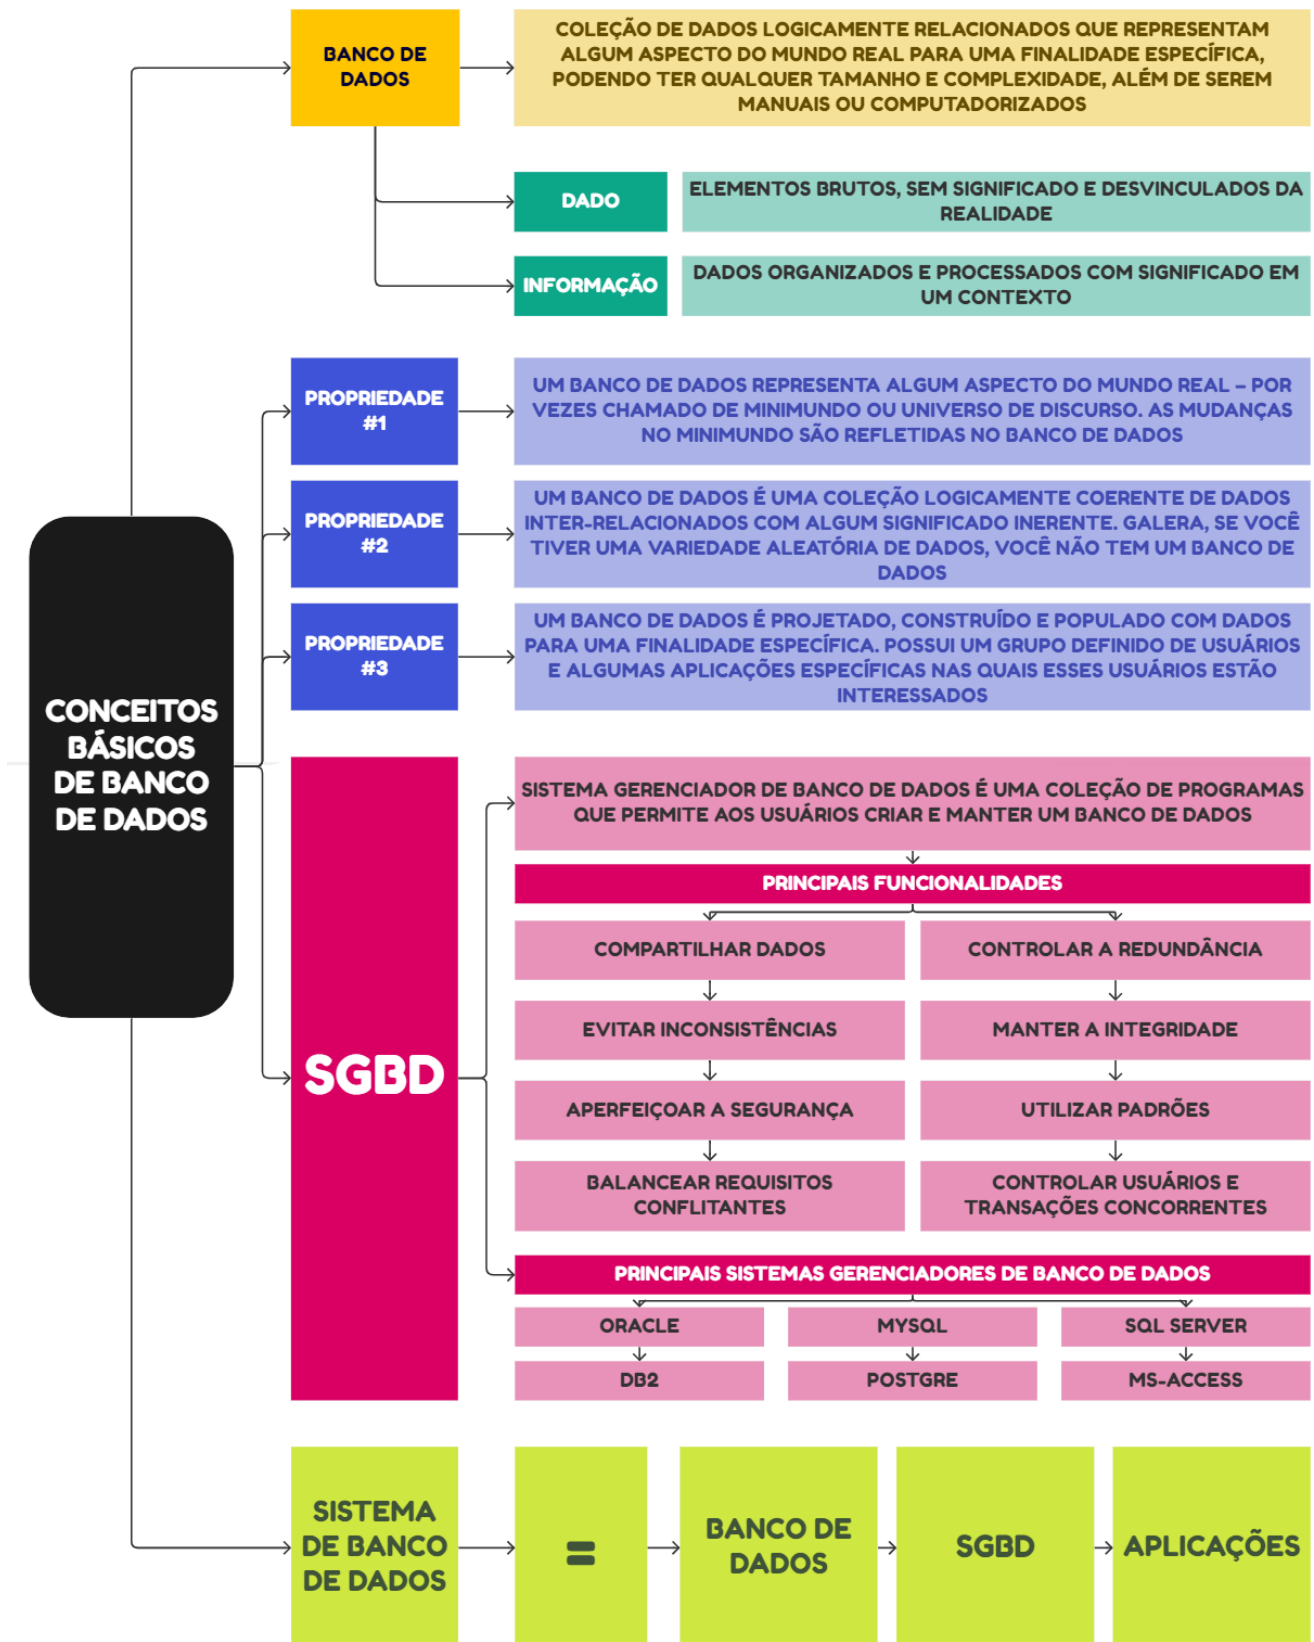 BANCO DE
DADOS
COLEÇÃO DE DADOS LOGICAMENTE RELACIONADOS QUE REPRESENTAM
ALGUM ASPECTO DO MUNDO REAL PARA UMA FINALIDADE ESPECÍFICA,
PODENDO TER QUALQUER TAMANHO E COMPLEXIDADE, ALÉM DE SEREM
MANUAIS OU COMPUTADORIZADOS
DADO
ELEMENTOS BRUTOS, SEM SIGNIFICADO E DESVINCULADOS DA
REALIDADE
INFORMAÇÃO
DADOS ORGANIZADOS E PROCESSADOS COM SIGNIFICADO EM
UM CONTEXTO
CONCEITOS
BÁSICOS
DE BANCO
DE DADOS
PROPRIEDADE
#1
UM BANCO DE DADOS REPRESENTA ALGUM ASPECTO DO MUNDO REAL – POR
VEZES CHAMADO DE MINIMUNDO OU UNIVERSO DE DISCURSO. AS MUDANÇAS
NO MINIMUNDO SÃO REFLETIDAS NO BANCO DE DADOS
PROPRIEDADE
#2
UM BANCO DE DADOS É UMA COLEÇÃO LOGICAMENTE COERENTE DE DADOS
INTER-RELACIONADOS COM ALGUM SIGNIFICADO INERENTE. GALERA, SE VOCÊ
TIVER UMA VARIEDADE ALEATÓRIA DE DADOS, VOCÊ NÃO TEM UM BANCO DE
DADOS
PROPRIEDADE
#3
UM BANCO DE DADOS É PROJETADO, CONSTRUÍDO E POPULADO COM DADOS
PARA UMA FINALIDADE ESPECÍFICA. POSSUI UM GRUPO DEFINIDO DE USUÁRIOS
E ALGUMAS APLICAÇÕES ESPECÍFICAS NAS QUAIS ESSES USUÁRIOS ESTÃO
INTERESSADOS
SGBD
SISTEMA GERENCIADOR DE BANCO DE DADOS É UMA COLEÇÃO DE PROGRAMAS
QUE PERMITE AOS USUÁRIOS CRIAR E MANTER UM BANCO DE DADOS
PRINCIPAIS FUNCIONALIDADES
COMPARTILHAR DADOS
CONTROLAR A REDUNDÂNCIA
EVITAR INCONSISTÊNCIAS
MANTER A INTEGRIDADE
APERFEIÇOAR A SEGURANÇA
UTILIZAR PADRÕES
BALANCEAR REQUISITOS
CONFLITANTES
CONTROLAR USUÁRIOS E
TRANSAÇÕES CONCORRENTES
PRINCIPAIS SISTEMAS GERENCIADORES DE BANCO DE DADOS
ORACLE
MYSQL
SQL SERVER
DB2
POSTGRE
MS-ACCESS
SISTEMA
DE BANCO
DE DADOS
=
BANCO DE
DADOS
SGBD
APLICAÇÕES